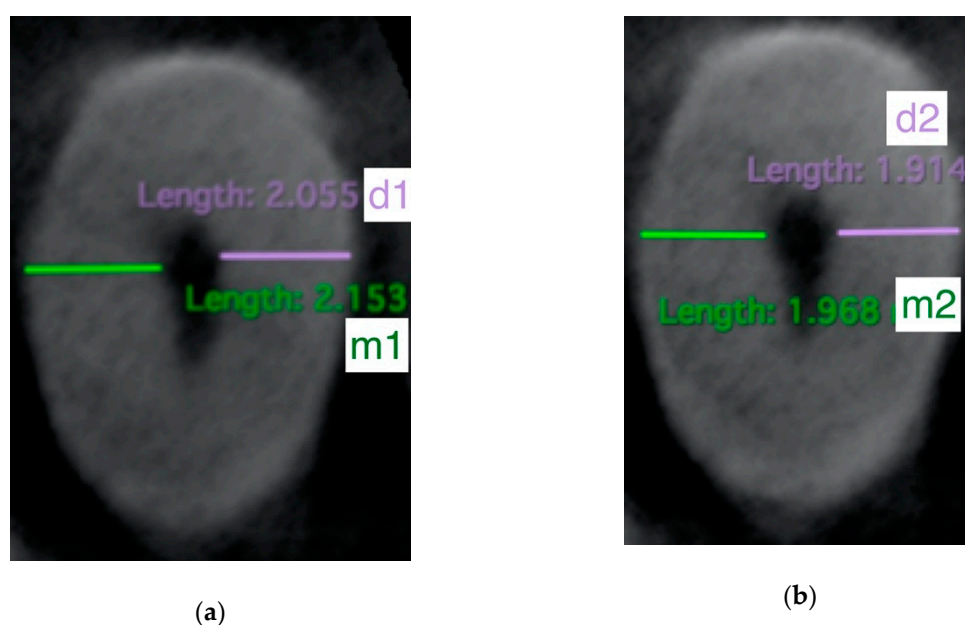 Length: 2.055
d1
Length: 2.153
m1
(a)
d2
Length: 1.914
Length: 1.968
m2
(b)